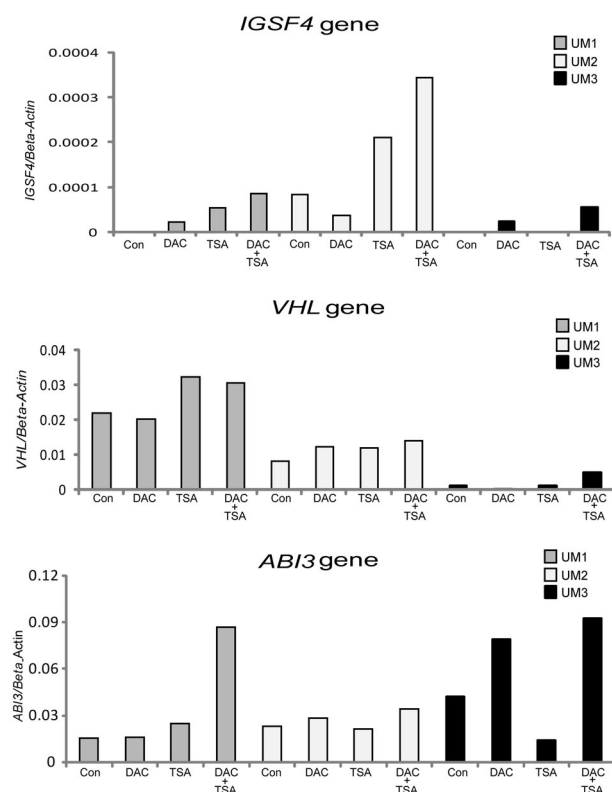 IGSF4 gene
UM1
UM2
UM3
IGSF4/Beta-Actin
0.0004
0.0003
0.0002
0.0001
0
Con DAC TSA DAC + TSA Con DAC TSA DAC + TSA Con DAC TSA DAC + TSA
VHL gene
UM1
UM2
UM3
VHL/Beta-Actin
0.04
0.03
0.02
0.01
0
Con DAC TSA DAC + TSA Con DAC TSA DAC + TSA Con DAC TSA DAC + TSA
ABI3 gene
UM1
UM2
UM3
ABI3/Beta.Actin
0.12
0.09
0.06
0.03
0
Con DAC TSA DAC + TSA Con DAC TSA DAC + TSA Con DAC TSA DAC + TSA